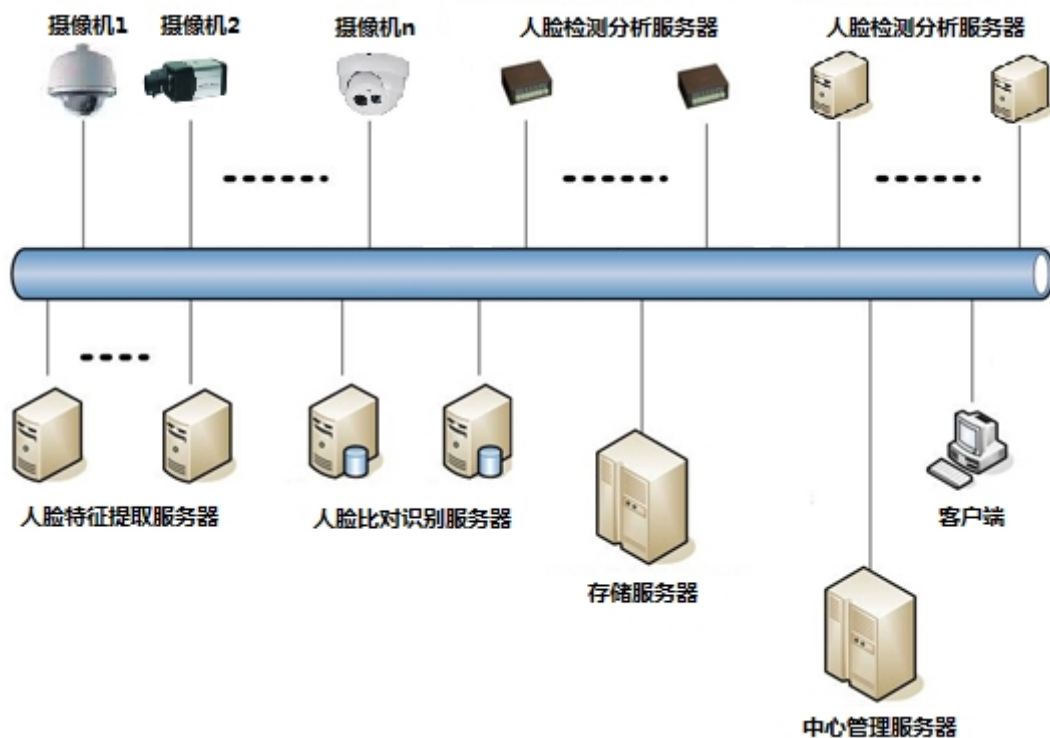 摄像机1
摄像机2
摄像机n
人脸检测分析服务器
人脸检测分析服务器
人脸特征提取服务器
人脸比对识别服务器
存储服务器
客户端
中心管理服务器